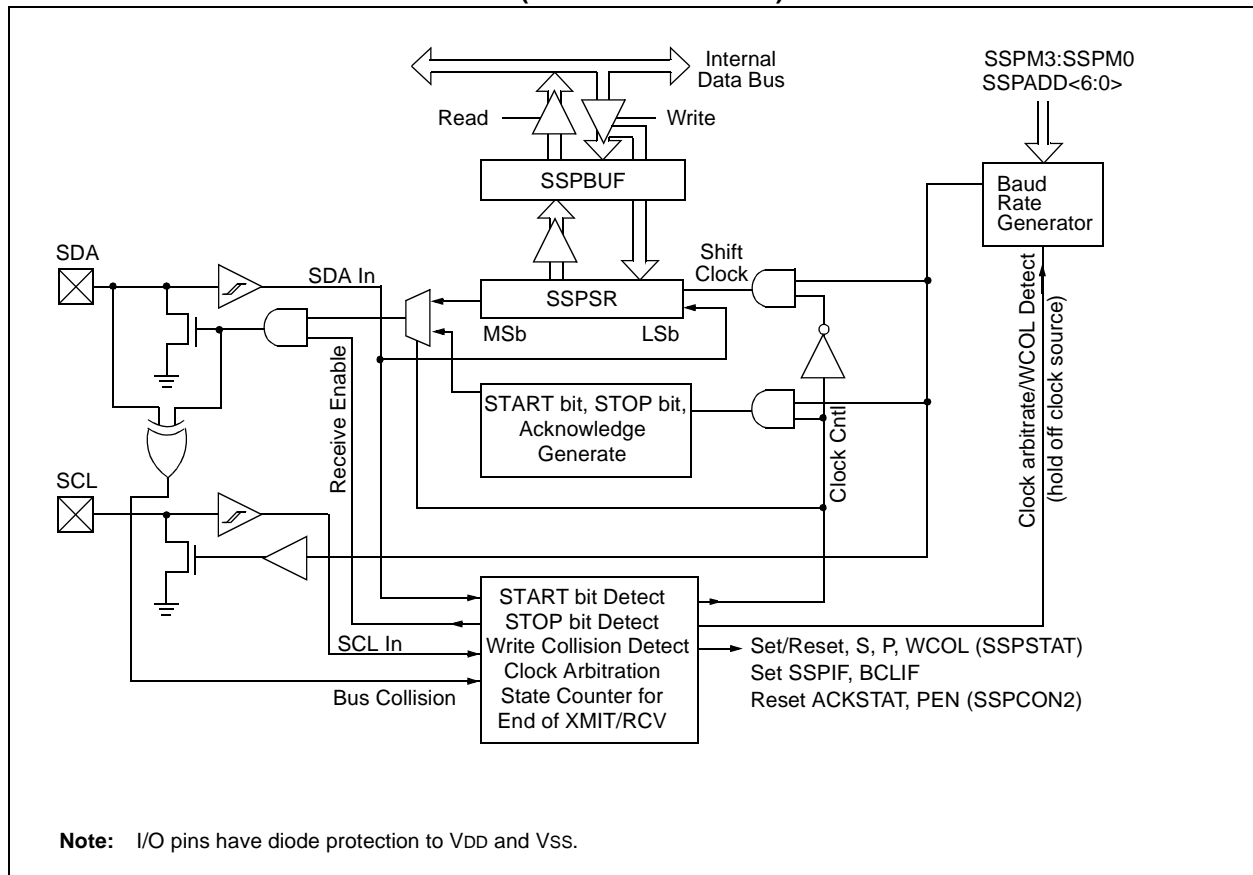 Internal
Data Bus
SSPM3:SSPM0
SSPADD<6:0>
Read
Write
SSPBUF
Baud
Rate
Generator
SDA
SDA In
Shift
Clock
SSPSR
MSb
LSb
START bit, STOP bit,
Acknowledge
Generate
Receive Enable
Clock Cntl
Clock arbitrate/WCOL Detect
(hold off clock source)
SCL
SCL In
Bus Collision
START bit Detect
STOP bit Detect
Write Collision Detect
Clock Arbitration
State Counter for
End of XMIT/RCV
Set/Reset, S, P, WCOL (SSPSTAT)
Set SSPIF, BCLIF
Reset ACKSTAT, PEN (SSPCON2)
Note: I/O pins have diode protection to VDD and VSS.